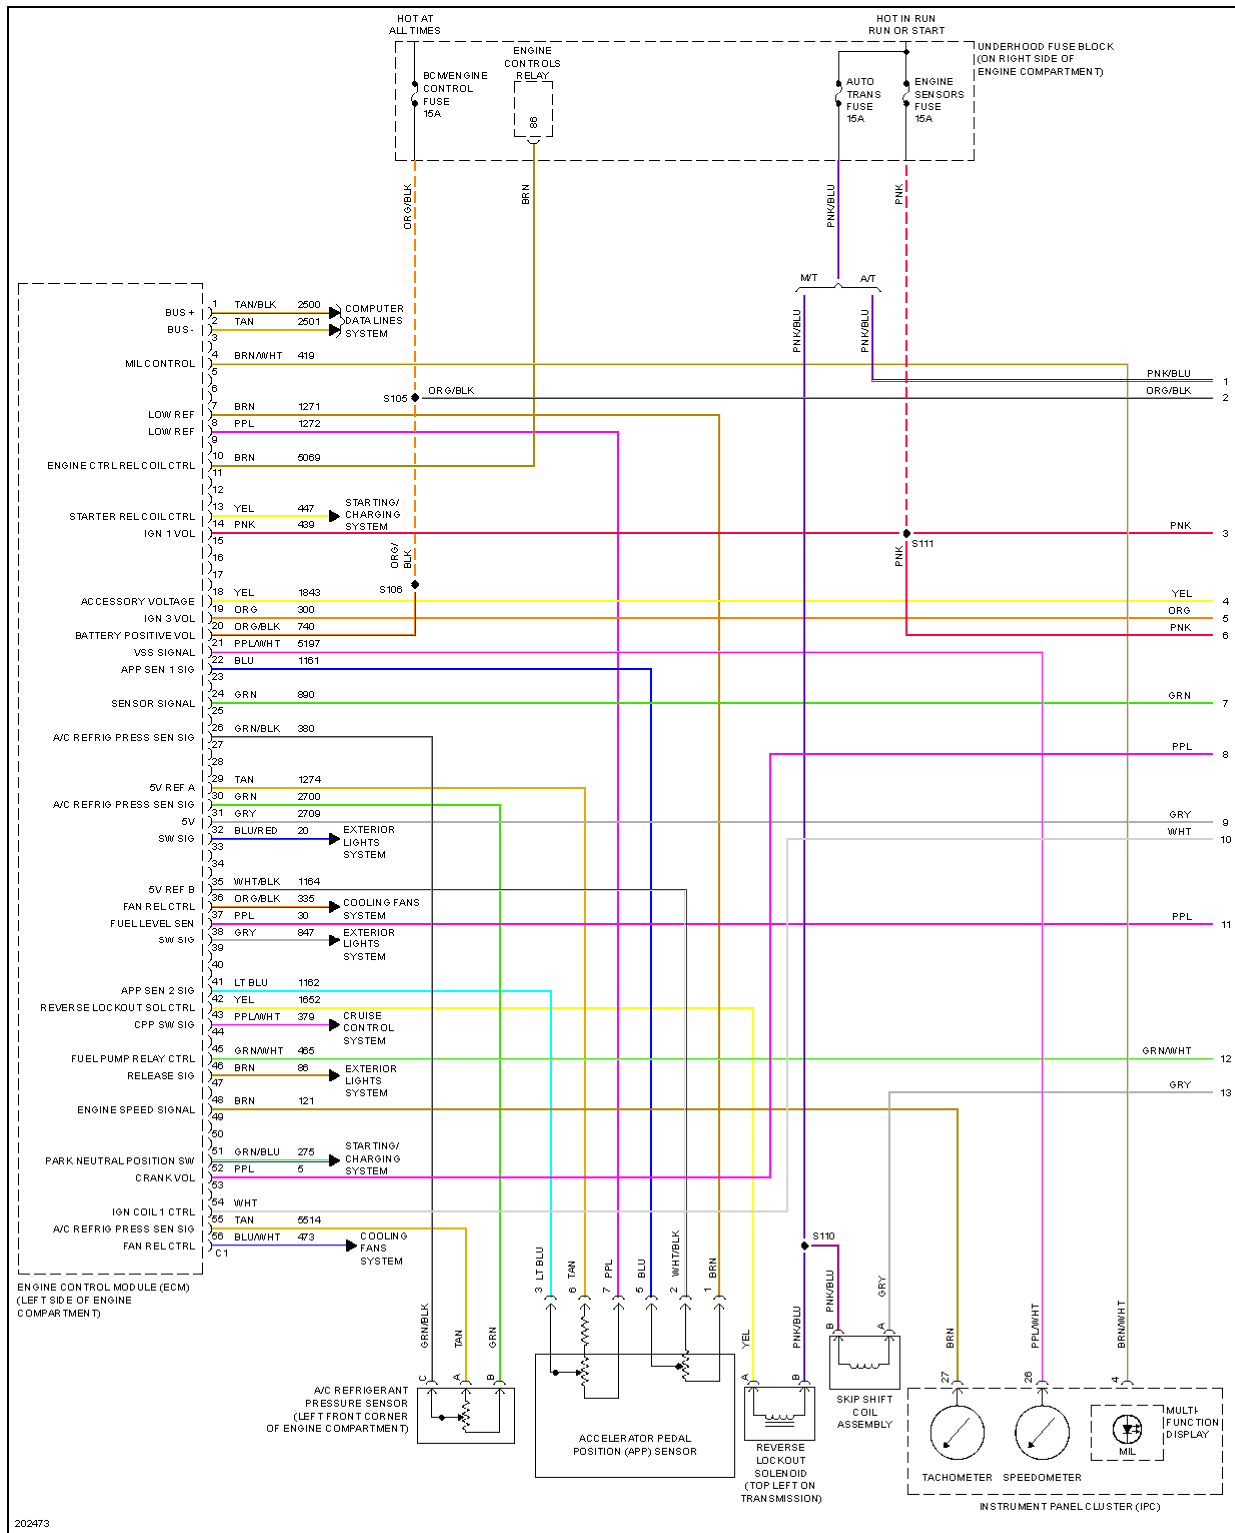 HOT AT
ALL TIMES
HOT IN RUN
RUN OR START
UNDERHOOD FUSE BLOCK
(ON RIGHT SIDE OF
ENGINE COMPARTMENT)
BCM/ENGINE
CONTROL
FUSE
15A
ENGINE
CONTROLS
RELAY
86
AUTO
TRANS
FUSE
15A
ENGINE
SENSORS
FUSE
15A
ORG/BLK
BRN
PNK/BLU
PNK
M/T
A/T
PNK/BLU
PNK/BLU
BUS + 1 TAN/BLK 2500
BUS- 2 TAN 2501
COMPUTER
DATA LINES
SYSTEM
3
MIL CONTROL 4 BRN/WHT 419
5
6
PNK/BLU 1
S105 ORG/BLK ORG/BLK 2
LOW REF 7 BRN 1271
LOW REF 8 PPL 1272
9
ENGINE CTRL REL COIL CTRL 10 BRN 5069
11
12
STARTER REL COIL CTRL 13 YEL 447
STARTING/
CHARGING
SYSTEM
IGN 1 VOL 14 PNK 439 PNK 3
S111
PNK
15
16
17
ORG/
BLK
S106
ACCESSORY VOLTAGE 18 YEL 1843 YEL 4
IGN 3 VOL 19 ORG 300 ORG 5
BATTERY POSITIVE VOL 20 ORG/BLK 740 PNK 6
VSS SIGNAL 21 PPL/WHT 5197
APP SEN 1 SIG 22 BLU 1161
23
SENSOR SIGNAL 24 GRN 890 GRN 7
25
A/C REFRIG PRESS SEN SIG 26 GRN/BLK 380
27
PPL 8
28
5V REF A 29 TAN 1274
A/C REFRIG PRESS SEN SIG 30 GRN 2700
5V 31 GRY 2709 GRY 9
SW SIG 32 BLU/RED 20
EXTERIOR
LIGHTS
SYSTEM
WHT 10
33
34
5V REF B 35 WHT/BLK 1164
FAN REL CTRL 36 ORG/BLK 335
COOLING FANS
SYSTEM
FUEL LEVEL SEN 37 PPL 30 PPL 11
SW SIG 38 GRY 847
EXTERIOR
LIGHTS
SYSTEM
39
40
APP SEN 2 SIG 41 LT BLU 1162
REVERSE LOCKOUT SOL CTRL 42 YEL 1652
CPP SW SIG 43 PPL/WHT 379
CRUISE
CONTROL
SYSTEM
44
FUEL PUMP RELAY CTRL 45 GRN/WHT 465 GRN/WHT 12
RELEASE SIG 46 BRN 86
EXTERIOR
LIGHTS
SYSTEM
GRY 13
47
ENGINE SPEED SIGNAL 48 BRN 121
49
50
PARK NEUTRAL POSITION SW 51 GRN/BLU 275
STARTING/
CHARGING
SYSTEM
CRANK VOL 52 PPL 5
53
IGN COIL 1 CTRL 54 WHT
A/C REFRIG PRESS SEN SIG 55 TAN 5514
FAN REL CTRL 56 BLU/WHT 473
C1
COOLING
FANS
SYSTEM
ENGINE CONTROL MODULE (ECM)
(LEFT SIDE OF ENGINE
COMPARTMENT)
S110
3 LT BLU
6 TAN
7 PPL
5 BLU
2 WHT/BLK
1 BRN
GRN/BLK
TAN
GRN
C
A
B
A/C REFRIGERANT
PRESSURE SENSOR
(LEFT FRONT CORNER
OF ENGINE COMPARTMENT)
ACCELERATOR PEDAL
POSITION (APP) SENSOR
YEL
PNK/BLU
A
B
REVERSE
LOCKOUT
SOLENOID
(TOP LEFT ON
TRANSMISSION)
PNK/BLU
GRY
B
A
SKIP SHIFT
COIL
ASSEMBLY
BRN
PPL/WHT
BRN/WHT
27
26
4
TACHOMETER
SPEEDOMETER
MIL
MULTI-
FUNCTION
DISPLAY
INSTRUMENT PANEL CLUSTER (IPC)
202473